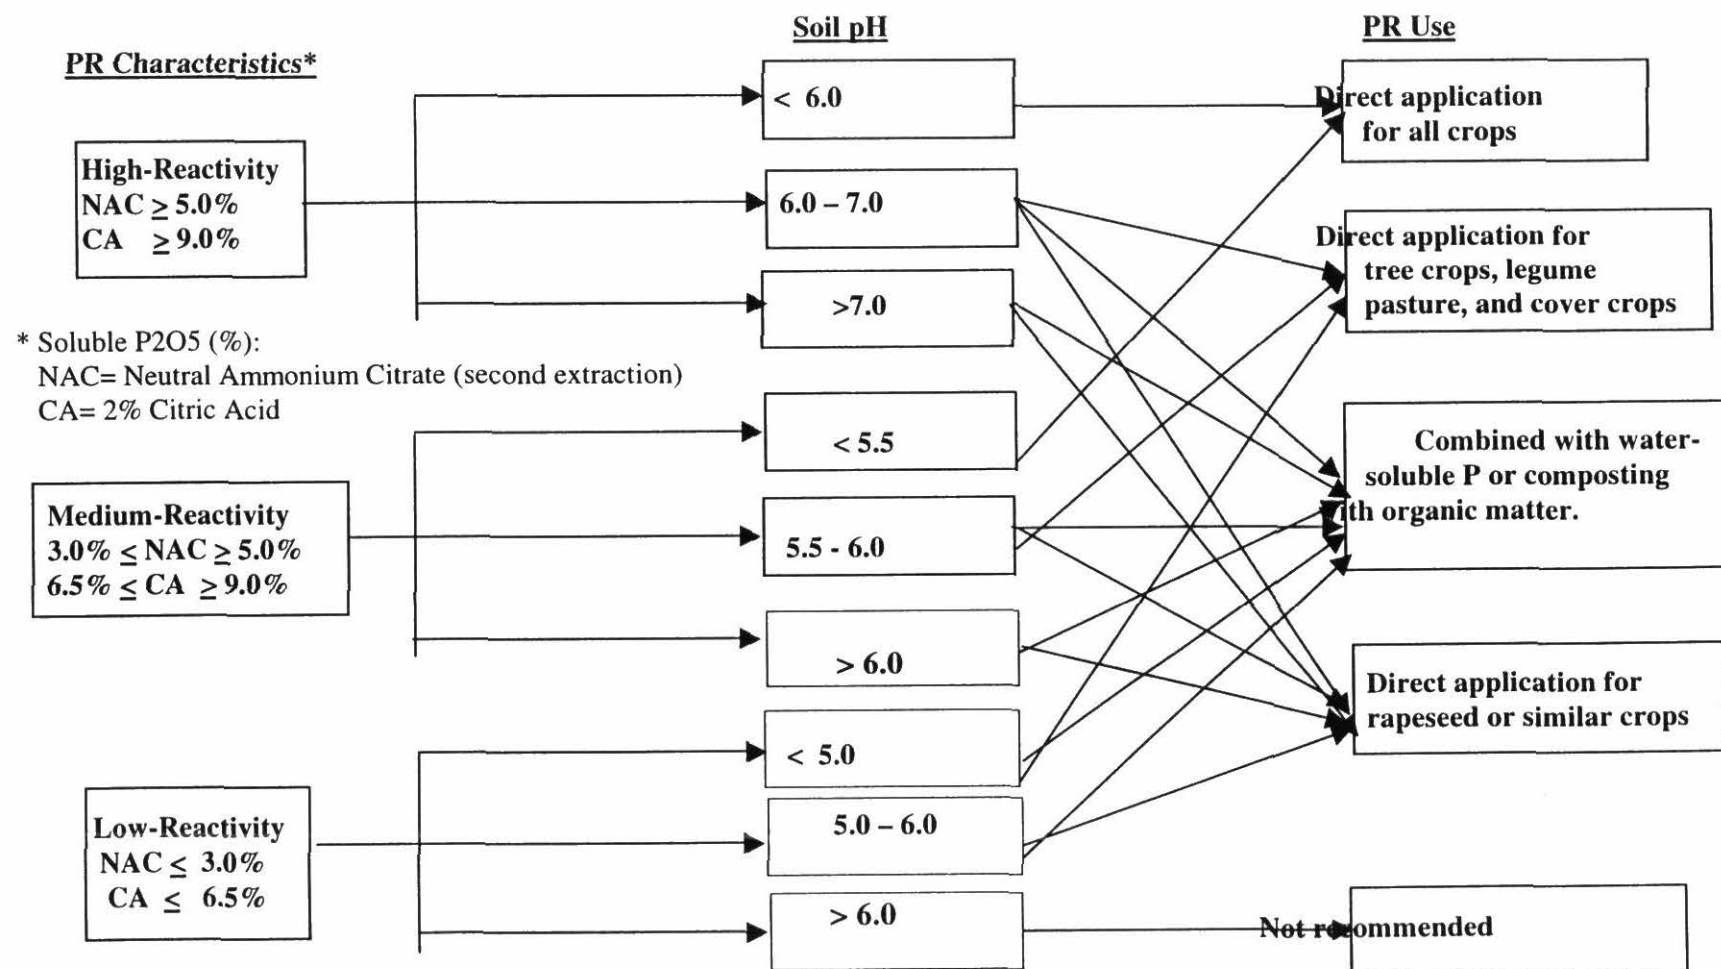 Soil pH
PR Use
PR Characteristics*
< 6.0
Direct application
for all crops
High-Reactivity
NAC ≥ 5.0%
CA ≥ 9.0%
6.0 – 7.0
Direct application for
tree crops, legume
pasture, and cover crops
>7.0
* Soluble P2O5 (%):
NAC= Neutral Ammonium Citrate (second extraction)
CA= 2% Citric Acid
< 5.5
Combined with water-
soluble P or composting
with organic matter.
Medium-Reactivity
3.0% ≤ NAC ≥ 5.0%
6.5% ≤ CA ≥ 9.0%
5.5 - 6.0
> 6.0
Direct application for
rapeseed or similar crops
< 5.0
Low-Reactivity
NAC ≤ 3.0%
CA ≤ 6.5%
5.0 – 6.0
> 6.0
Not recommended